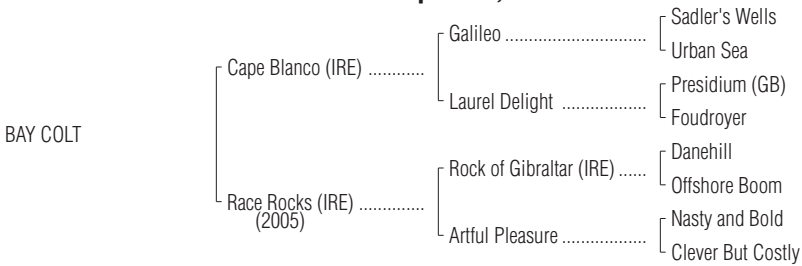 Sadler's Wells
Galileo ............................
Urban Sea
Cape Blanco (IRE) ............
Presidium (GB)
Laurel Delight .................
Foudroyer
BAY COLT
Danehill
Rock of Gibraltar (IRE) ......
Offshore Boom
Race Rocks (IRE) ..............
(2005)
Nasty and Bold
Artful Pleasure .................
Clever But Costly